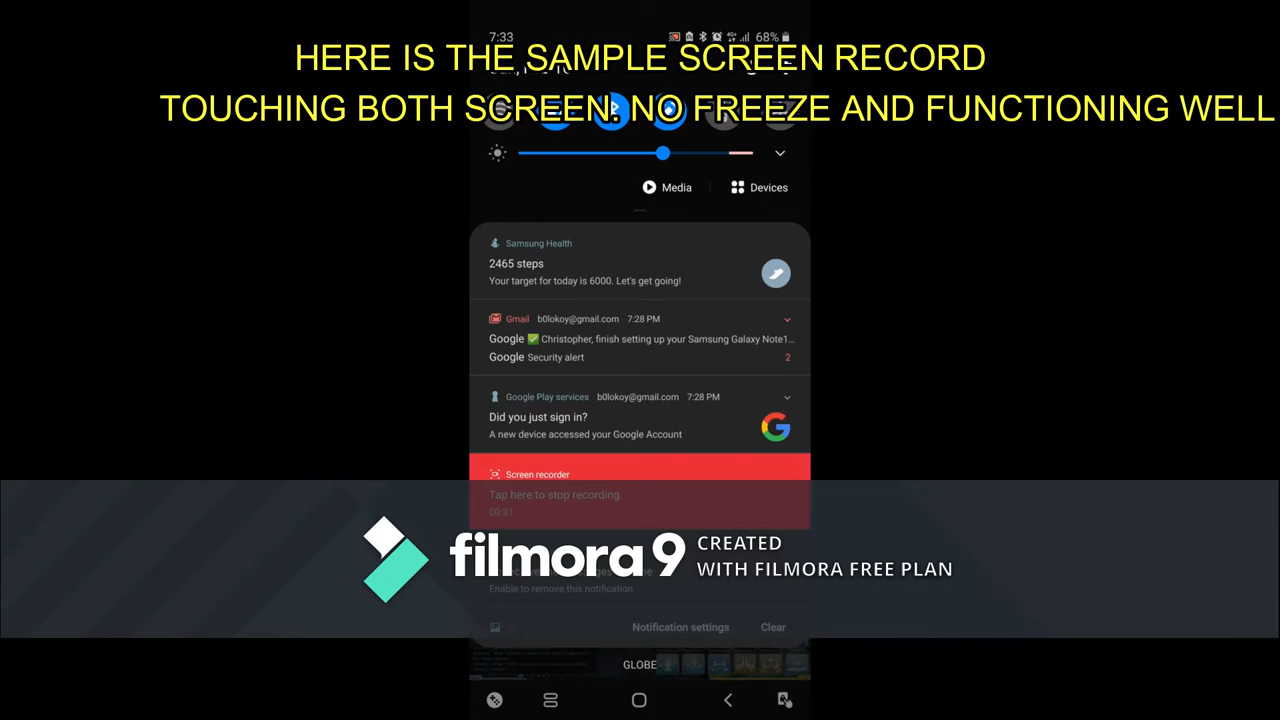 7:33
68%
HERE IS THE SAMPLE SCREEN RECORD
TOUCHING BOTH SCREEN. NO FREEZE AND FUNCTIONING WELL
Media
Devices
Samsung Health
2465 steps
Your target for today is 6000. Let's get going!
Gmail b0lokoy@gmail.com 7:28 PM
Google ✅ Christopher, finish setting up your Samsung Galaxy Note1…
Google Security alert 2
Google Play services b0lokoy@gmail.com 7:28 PM
Did you just sign in?
A new device accessed your Google Account
Screen recorder
Tap here to stop recording.
00:31
filmora9 CREATED
WITH FILMORA FREE PLAN
Enable to remove this notification
Notification settings Clear
GLOBE